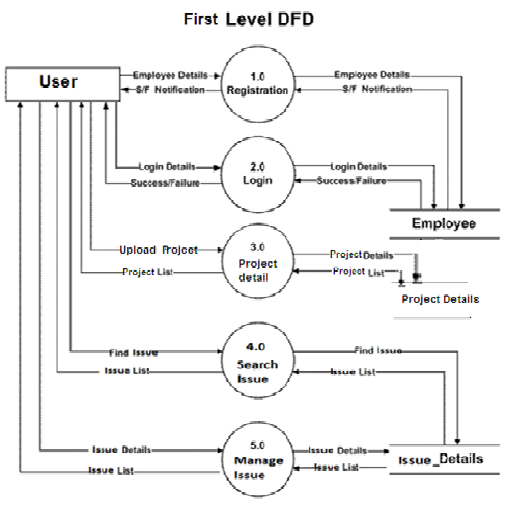 First Level DFD
User
Employee Details
S/F Notification
1.0
Registration
Employee Details
S/F Notification
Login Details
Success/Failure
2.0
Login
Login Details
Success/Failure
Employee
Upload Project
Project List
3.0
Project
detail
Project Details
Project List
Project Details
Find Issue
Issue List
4.0
Search
Issue
Find Issue
Issue List
Issue Details
Issue List
5.0
Manage
Issue
Issue Details
Issue List
Issue_Details